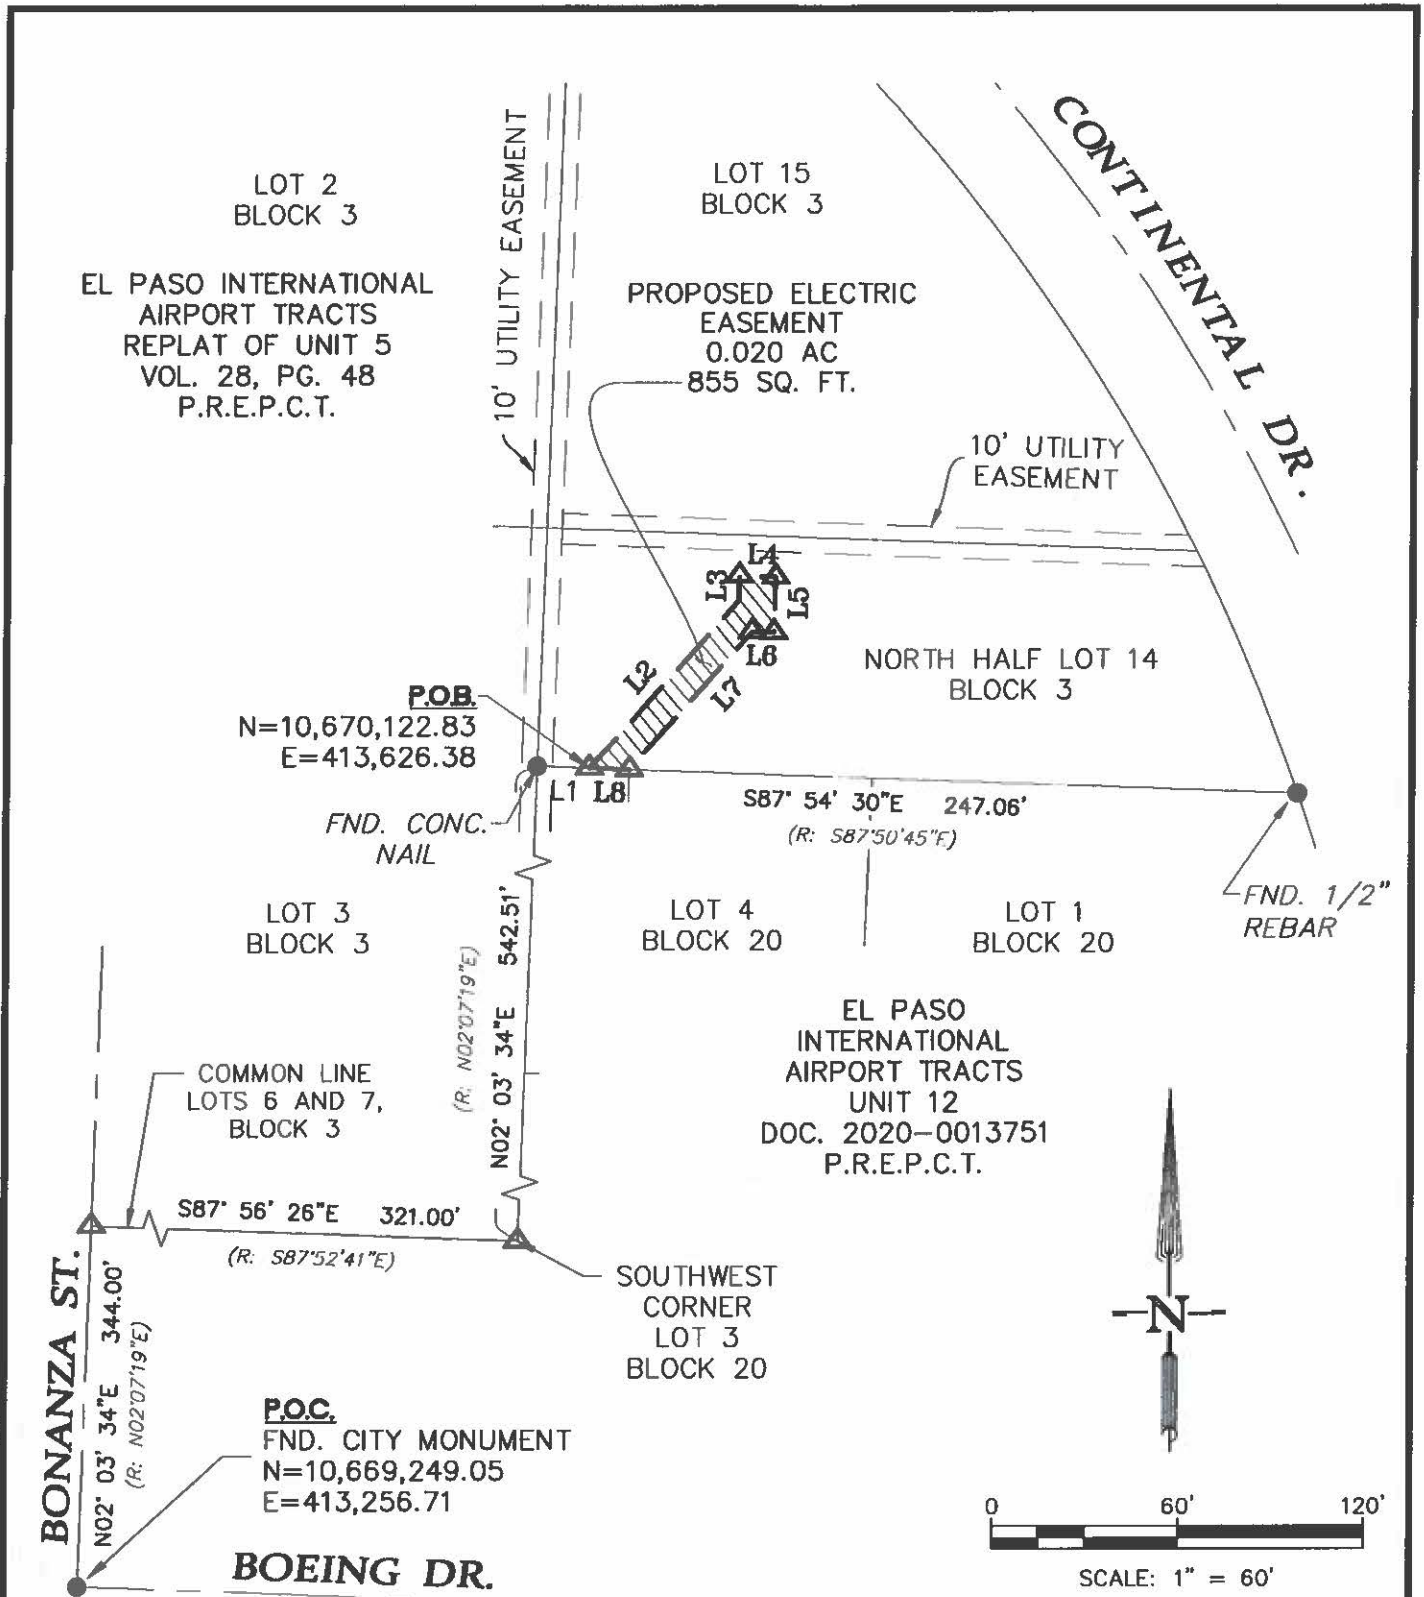 CONTINENTAL DR.
LOT 2
BLOCK 3
10' UTILITY EASEMENT
LOT 15
BLOCK 3
EL PASO INTERNATIONAL
AIRPORT TRACTS
REPLAT OF UNIT 5
VOL. 28, PG. 48
P.R.E.P.C.T.
PROPOSED ELECTRIC
EASEMENT
0.020 AC
855 SQ. FT.
10' UTILITY
EASEMENT
L4
L3
L5
L6
L2
L7
NORTH HALF LOT 14
BLOCK 3
P.O.B.
N=10,670,122.83
E=413,626.38
L1
L8
S87° 54' 30"E 247.06'
(R: S87°50'45"E)
FND. CONC.
NAIL
FND. 1/2"
REBAR
LOT 3
BLOCK 3
N02° 03' 34"E 542.51'
(R: N02°07'19"E)
LOT 4
BLOCK 20
LOT 1
BLOCK 20
EL PASO
INTERNATIONAL
AIRPORT TRACTS
UNIT 12
DOC. 2020-0013751
P.R.E.P.C.T.
COMMON LINE
LOTS 6 AND 7,
BLOCK 3
S87° 56' 26"E 321.00'
(R: S87°52'41"E)
SOUTHWEST
CORNER
LOT 3
BLOCK 20
N
BONANZA ST.
N02° 03' 34"E 344.00'
(R: N02°07'19"E)
P.O.C.
FND. CITY MONUMENT
N=10,669,249.05
E=413,256.71
BOEING DR.
0 60' 120'
SCALE: 1" = 60'